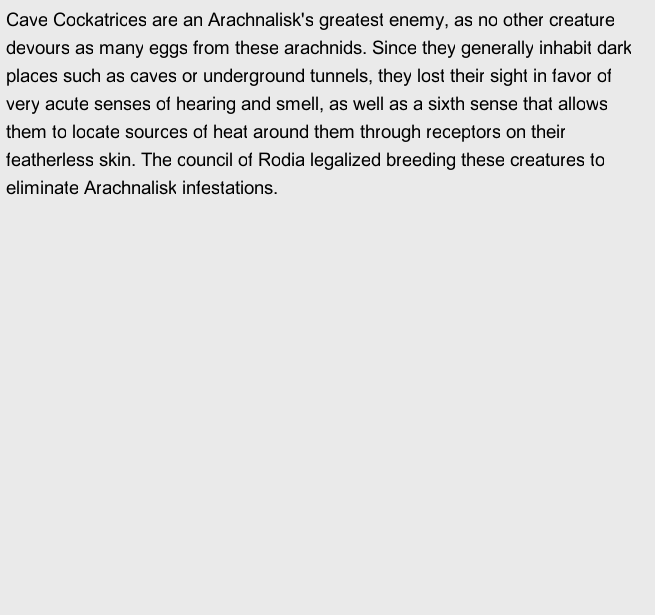 Cave Cockatrices are an Arachnalisk's greatest enemy, as no other creature
devours as many eggs from these arachnids. Since they generally inhabit dark
places such as caves or underground tunnels, they lost their sight in favor of
very acute senses of hearing and smell, as well as a sixth sense that allows
them to locate sources of heat around them through receptors on their
featherless skin. The council of Rodia legalized breeding these creatures to
eliminate Arachnalisk infestations.